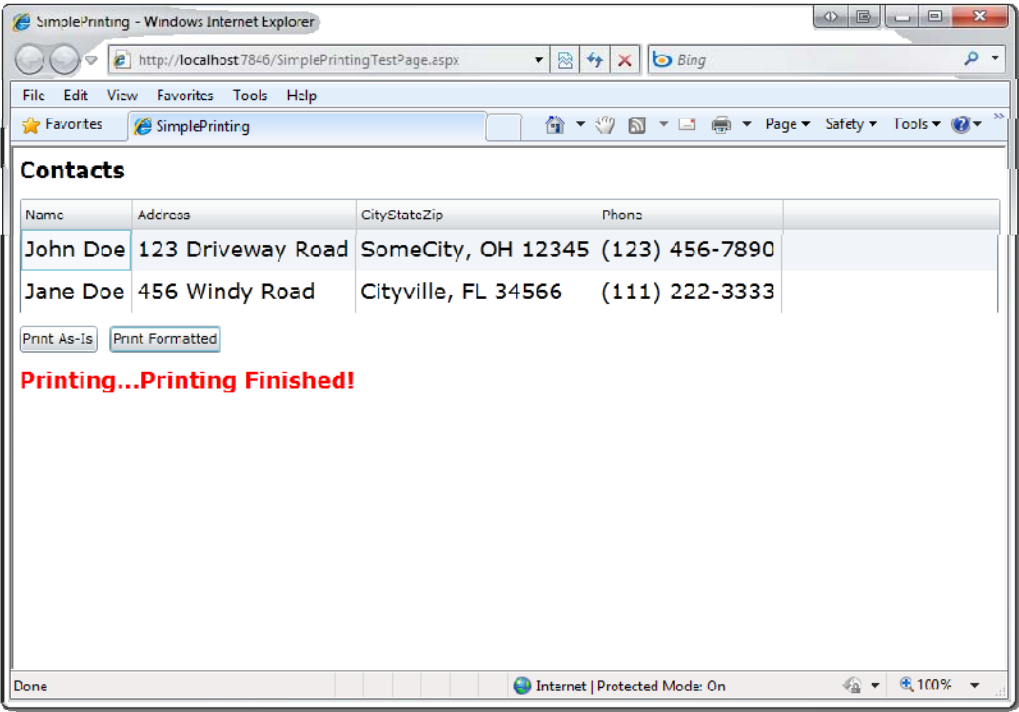 SimplePrinting - Windows Internet Explorer
http://localhost:7846/SimplePrintingTestPage.aspx
Bing
File Edit View Favorites Tools Help
Favorites SimplePrinting Page Safety Tools
Contacts
Name Address CityStateZip Phone
John Doe 123 Driveway Road SomeCity, OH 12345 (123) 456-7890
Jane Doe 456 Windy Road Cityville, FL 34566 (111) 222-3333
Print As-Is Print Formatted
Printing...Printing Finished!
Done Internet | Protected Mode: On 100%